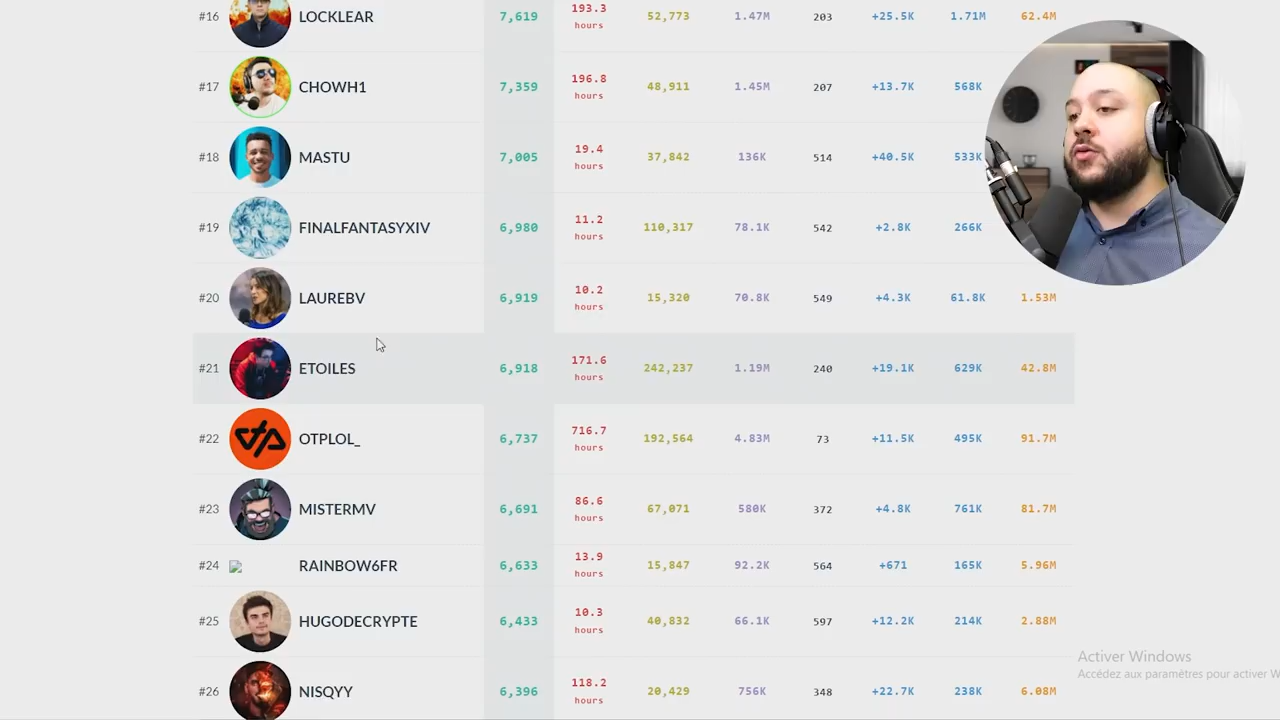 #16 LOCKLEAR 7,619 193.3 hours 52,773 1.47M 203 +25.5K 1.71M 62.4M
#17 CHOWH1 7,359 196.8 hours 48,911 1.45M 207 +13.7K 568K
#18 MASTU 7,005 19.4 hours 37,842 136K 514 +40.5K 533K
#19 FINALFANTASYXIV 6,980 11.2 hours 110,317 78.1K 542 +2.8K 266K
#20 LAUREBV 6,919 10.2 hours 15,320 70.8K 549 +4.3K 61.8K 1.53M
#21 ETOILES 6,918 171.6 hours 242,237 1.19M 240 +19.1K 629K 42.8M
#22 OTPLOL_ 6,737 716.7 hours 192,564 4.83M 73 +11.5K 495K 91.7M
#23 MISTERMV 6,691 86.6 hours 67,071 580K 372 +4.8K 761K 81.7M
#24 RAINBOW6FR 6,633 13.9 hours 15,847 92.2K 564 +671 165K 5.96M
#25 HUGODECRYPTE 6,433 10.3 hours 40,832 66.1K 597 +12.2K 214K 2.88M
#26 NISQYY 6,396 118.2 hours 20,429 756K 348 +22.7K 238K 6.08M
Activer Windows
Accédez aux paramètres pour activer W